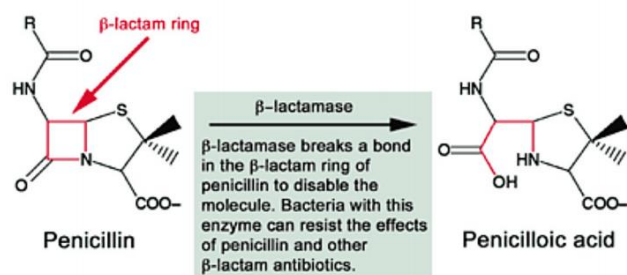 β-lactam ring
R
O
HN
S
N
O
COO–
Penicillin
β-lactamase
β-lactamase breaks a bond
in the β-lactam ring of
penicillin to disable the
molecule. Bacteria with this
enzyme can resist the effects
of penicillin and other
β-lactam antibiotics.
R
O
HN
S
O
OH
HN
COO–
Penicilloic acid